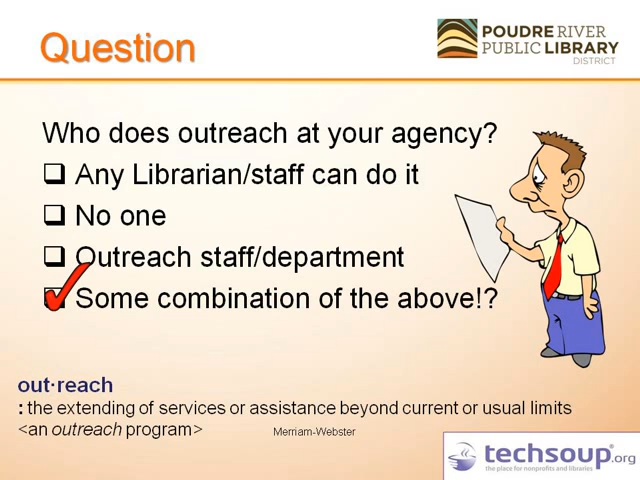 Question
POUDRE RIVER
PUBLIC LIBRARY
DISTRICT
Who does outreach at your agency?
❑ Any Librarian/staff can do it
❑ No one
❑ Outreach staff/department
❑ Some combination of the above!?
out·reach
: the extending of services or assistance beyond current or usual limits
<an outreach program> Merriam-Webster
techsoup.org
the place for nonprofits and libraries